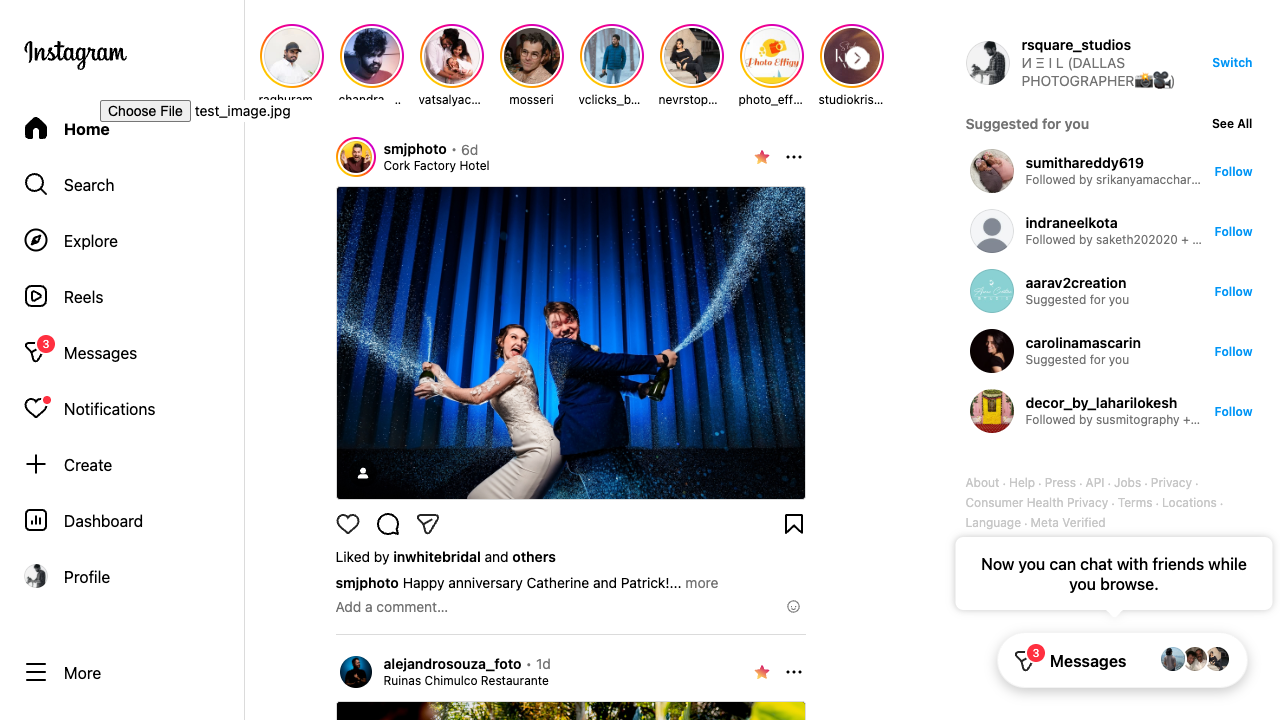 Instagram
Choose File test_image.jpg
Home
Search
Explore
Reels
3
Messages
Notifications
Create
Dashboard
Profile
More
vatsalyac...
mosseri
vclicks_b...
nevrstop...
photo_eff...
studiokris...
Photo Effigy
smjphoto • 6d
Cork Factory Hotel
Liked by inwhitebridal and others
smjphoto Happy anniversary Catherine and Patrick!... more
Add a comment...
alejandrosouza_foto • 1d
Ruinas Chimulco Restaurante
rsquare_studios
И Ξ I L (DALLAS
PHOTOGRAPHER📸🎥)
Switch
Suggested for you
See All
sumithareddy619
Followed by srikanyamacchar...
Follow
indraneelkota
Followed by saketh202020 + ...
Follow
aarav2creation
Suggested for you
Follow
carolinamascarin
Suggested for you
Follow
decor_by_laharilokesh
Followed by susmitography +...
Follow
About · Help · Press · API · Jobs · Privacy ·
Consumer Health Privacy · Terms · Locations ·
Language · Meta Verified
Now you can chat with friends while
you browse.
3
Messages